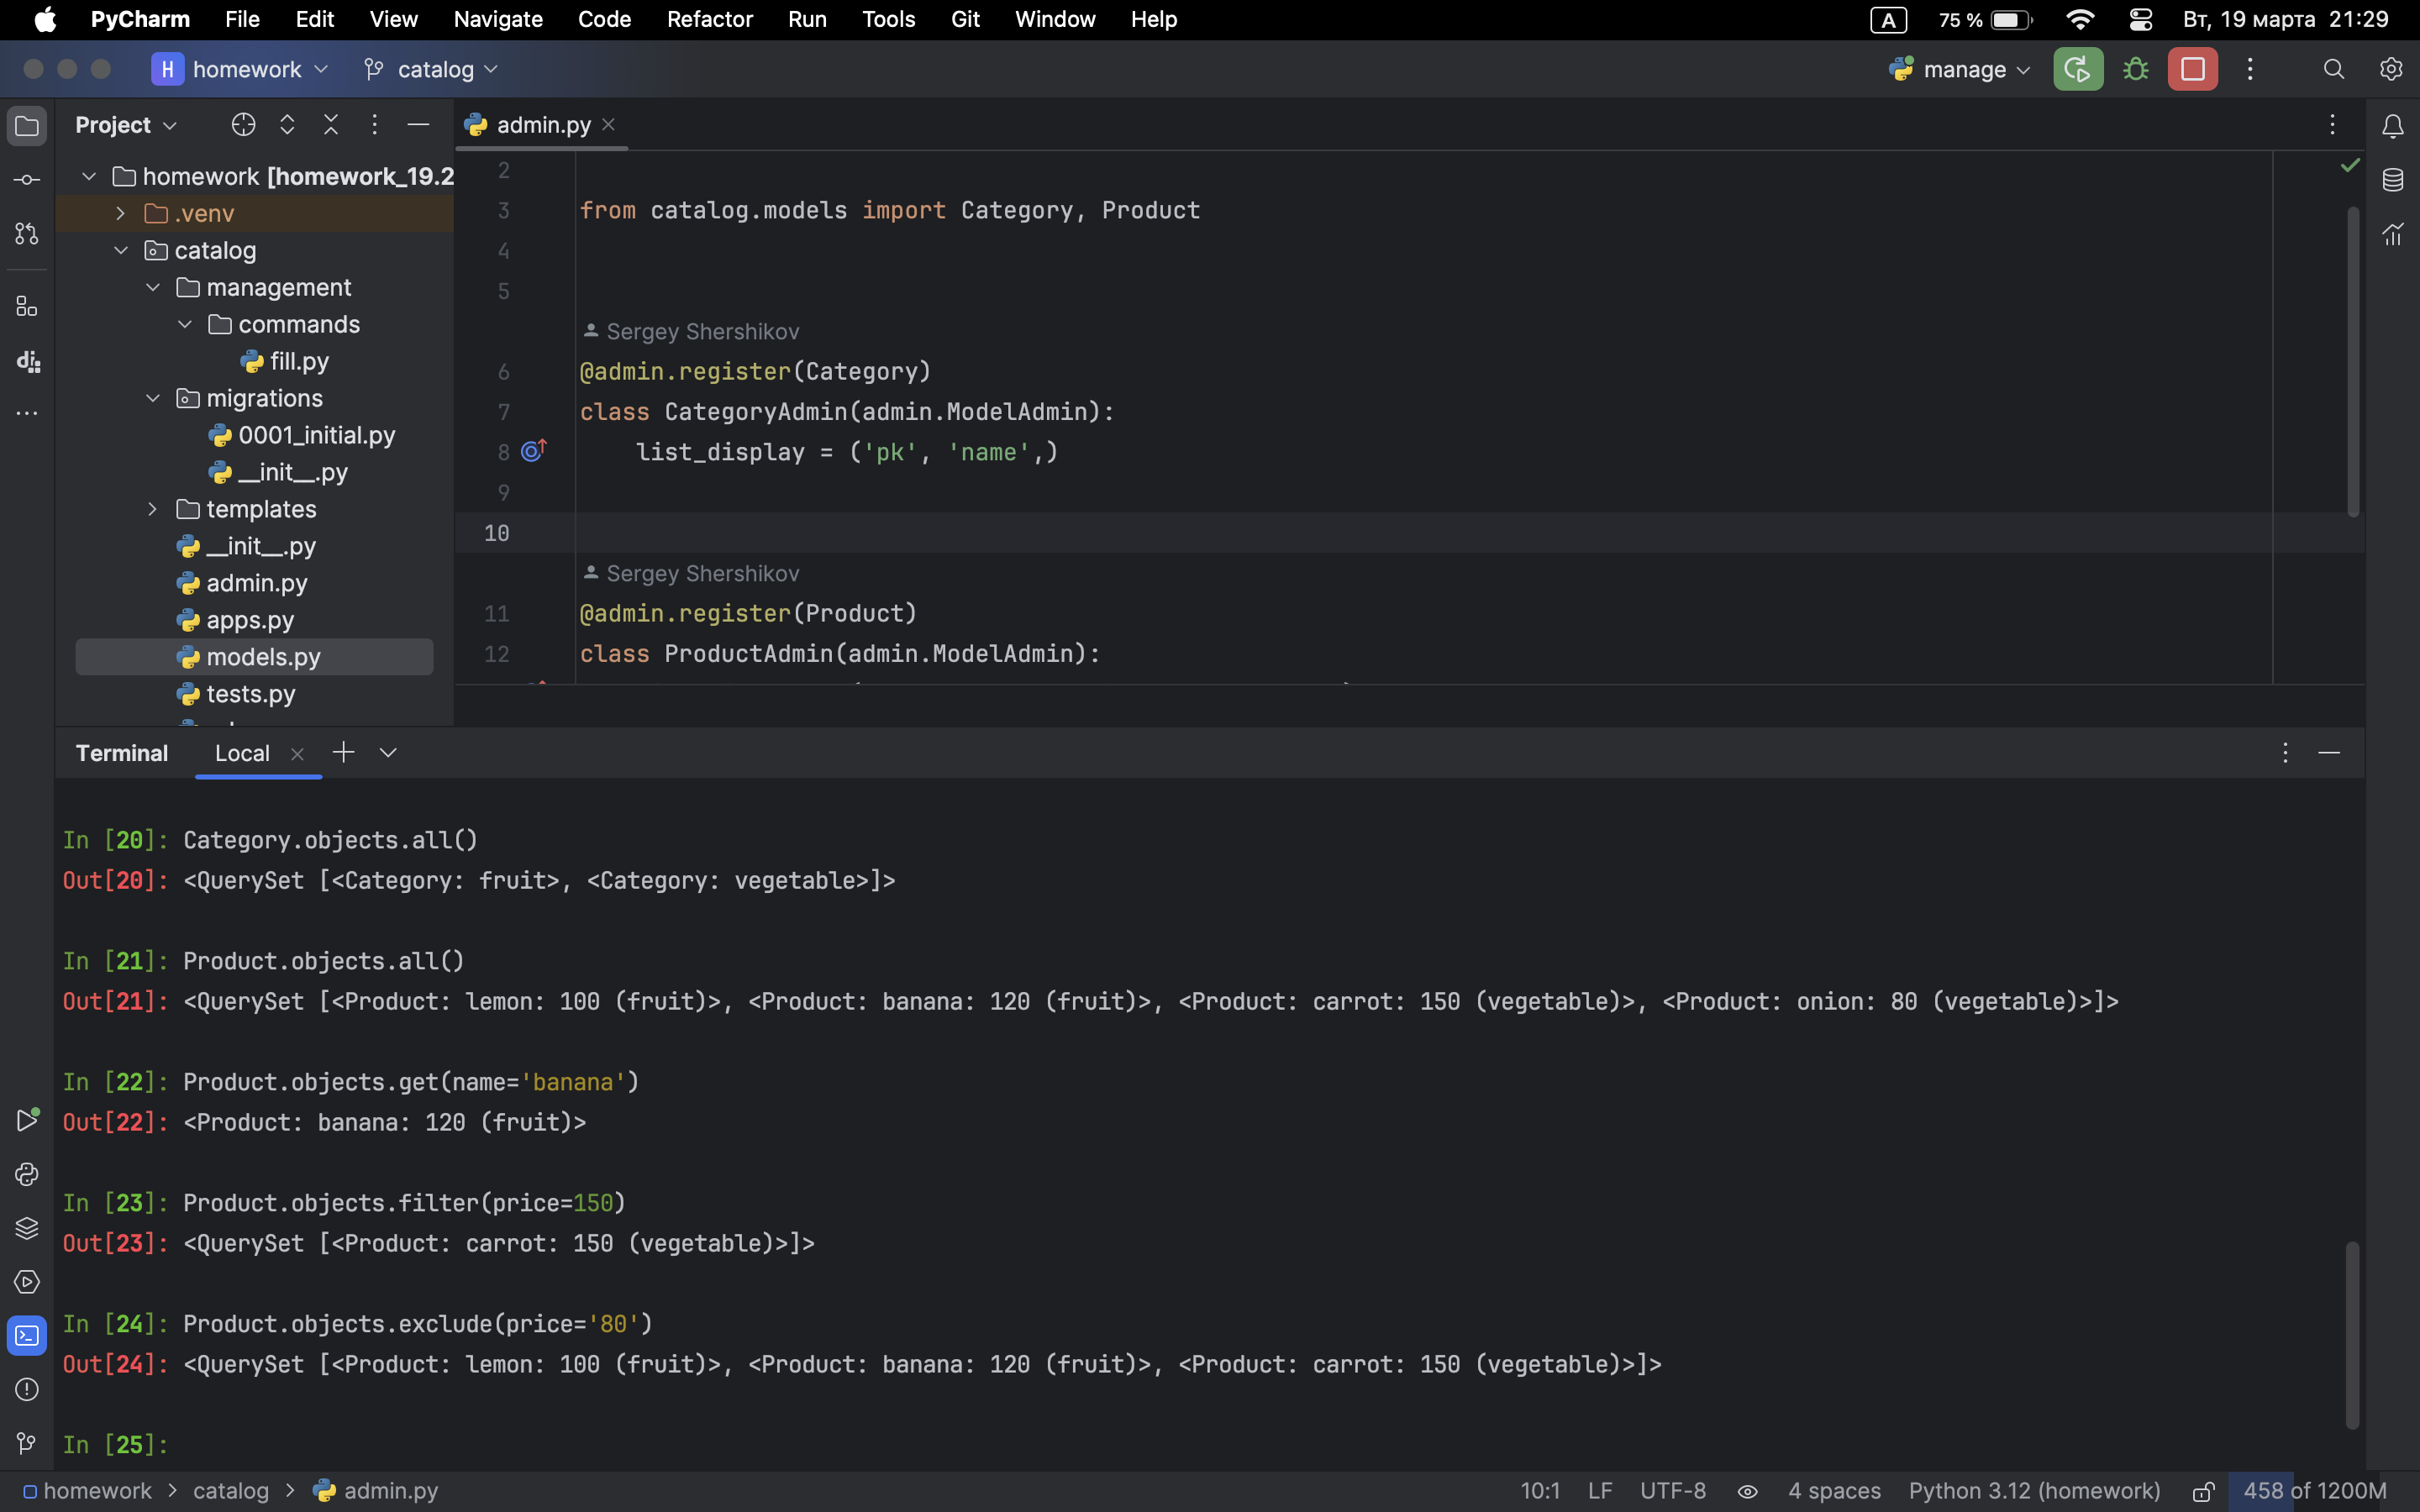 PyCharm File Edit View Navigate Code Refactor Run Tools Git Window Help A 75 % Вт, 19 марта 21:29
H homework catalog manage
Project
admin.py
homework [homework_19.2
.venv
catalog
management
commands
fill.py
migrations
0001_initial.py
__init__.py
templates
__init__.py
admin.py
apps.py
models.py
tests.py
2
3 from catalog.models import Category, Product
4
5
Sergey Shershikov
6 @admin.register(Category)
7 class CategoryAdmin(admin.ModelAdmin):
8 list_display = ('pk', 'name',)
9
10
Sergey Shershikov
11 @admin.register(Product)
12 class ProductAdmin(admin.ModelAdmin):
Terminal Local
In [20]: Category.objects.all()
Out[20]: <QuerySet [<Category: fruit>, <Category: vegetable>]>
In [21]: Product.objects.all()
Out[21]: <QuerySet [<Product: lemon: 100 (fruit)>, <Product: banana: 120 (fruit)>, <Product: carrot: 150 (vegetable)>, <Product: onion: 80 (vegetable)>]>
In [22]: Product.objects.get(name='banana')
Out[22]: <Product: banana: 120 (fruit)>
In [23]: Product.objects.filter(price=150)
Out[23]: <QuerySet [<Product: carrot: 150 (vegetable)>]>
In [24]: Product.objects.exclude(price='80')
Out[24]: <QuerySet [<Product: lemon: 100 (fruit)>, <Product: banana: 120 (fruit)>, <Product: carrot: 150 (vegetable)>]>
In [25]:
homework > catalog > admin.py 10:1 LF UTF-8 4 spaces Python 3.12 (homework) 458 of 1200M